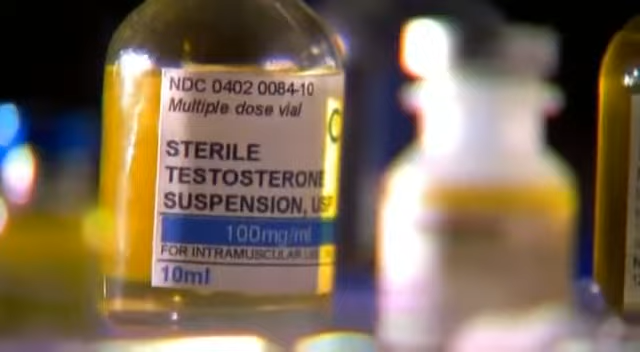 NDC 0402 0084-10
Multiple dose vial
STERILE
TESTOSTERONE
SUSPENSION, USP
100mg/ml
FOR INTRAMUSCULAR
10ml
C